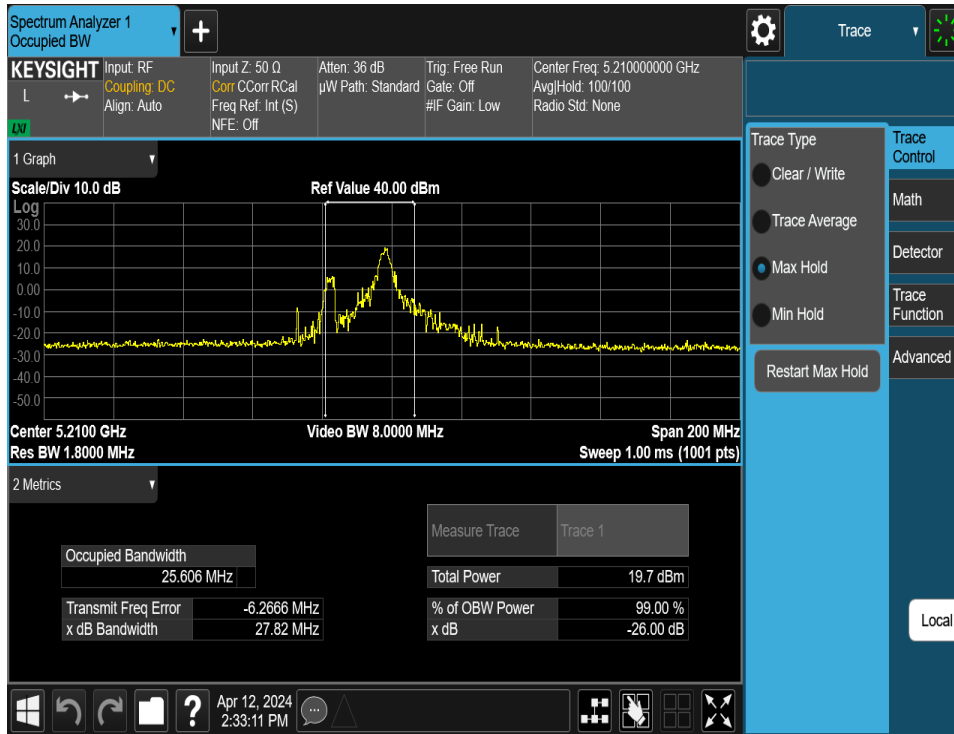 Spectrum Analyzer 1
Occupied BW
+
Trace
KEYSIGHT
L
LXI
Input: RF
Coupling: DC
Align: Auto
Input Z: 50 Ω
Corr CCorr RCal
Freq Ref: Int (S)
NFE: Off
Atten: 36 dB
µW Path: Standard
Trig: Free Run
Gate: Off
#IF Gain: Low
Center Freq: 5.210000000 GHz
Avg|Hold: 100/100
Radio Std: None
1 Graph
Scale/Div 10.0 dB
Ref Value 40.00 dBm
Log
30.0
20.0
10.0
0.00
-10.0
-20.0
-30.0
-40.0
-50.0
Center 5.2100 GHz
Video BW 8.0000 MHz
Span 200 MHz
Res BW 1.8000 MHz
Sweep 1.00 ms (1001 pts)
2 Metrics
Measure Trace
Trace 1
Occupied Bandwidth
25.606 MHz
Total Power
19.7 dBm
Transmit Freq Error
-6.2666 MHz
% of OBW Power
99.00 %
x dB Bandwidth
27.82 MHz
x dB
-26.00 dB
Trace Type
Clear / Write
Trace Average
Max Hold
Min Hold
Restart Max Hold
Trace
Control
Math
Detector
Trace
Function
Advanced
Local
?
Apr 12, 2024
2:33:11 PM